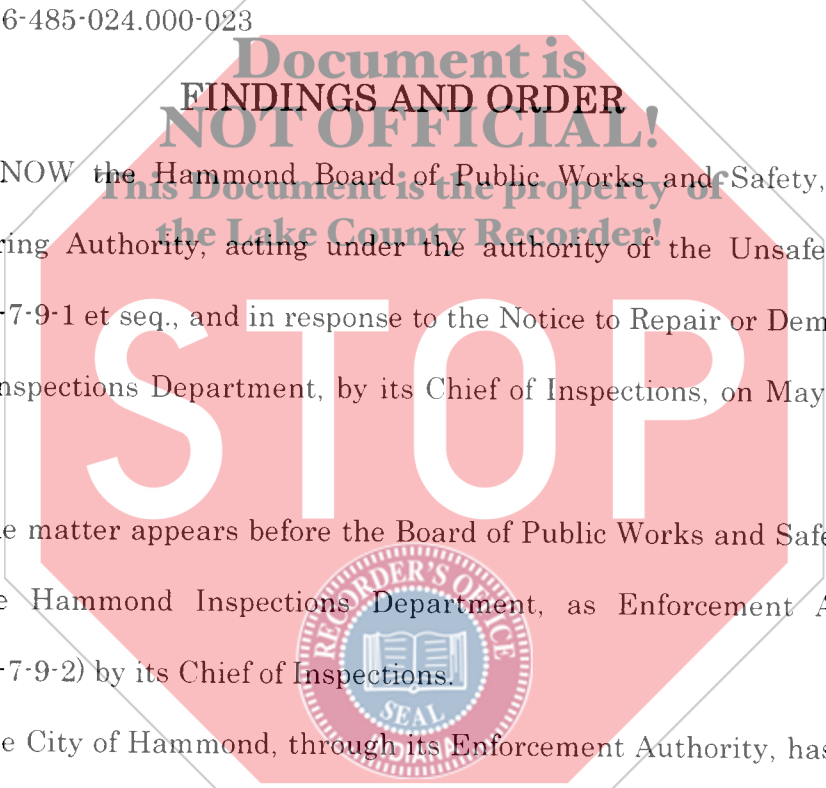 6-485-024.000-023
Document is
FINDINGS AND ORDER
NOT OFFICIAL!
NOW the Hammond Board of Public Works and Safety,
This Document is the property of
the Lake County Recorder!
ring Authority, acting under the authority of the Unsafe
-7-9-1 et seq., and in response to the Notice to Repair or Dem
nspections Department, by its Chief of Inspections, on May
STOP
e matter appears before the Board of Public Works and Safe
e Hammond Inspections Department, as Enforcement A
-7-9-2) by its Chief of Inspections.
RECORDER'S OFFICE
SEAL
INDIANA
e City of Hammond, through its Enforcement Authority, has